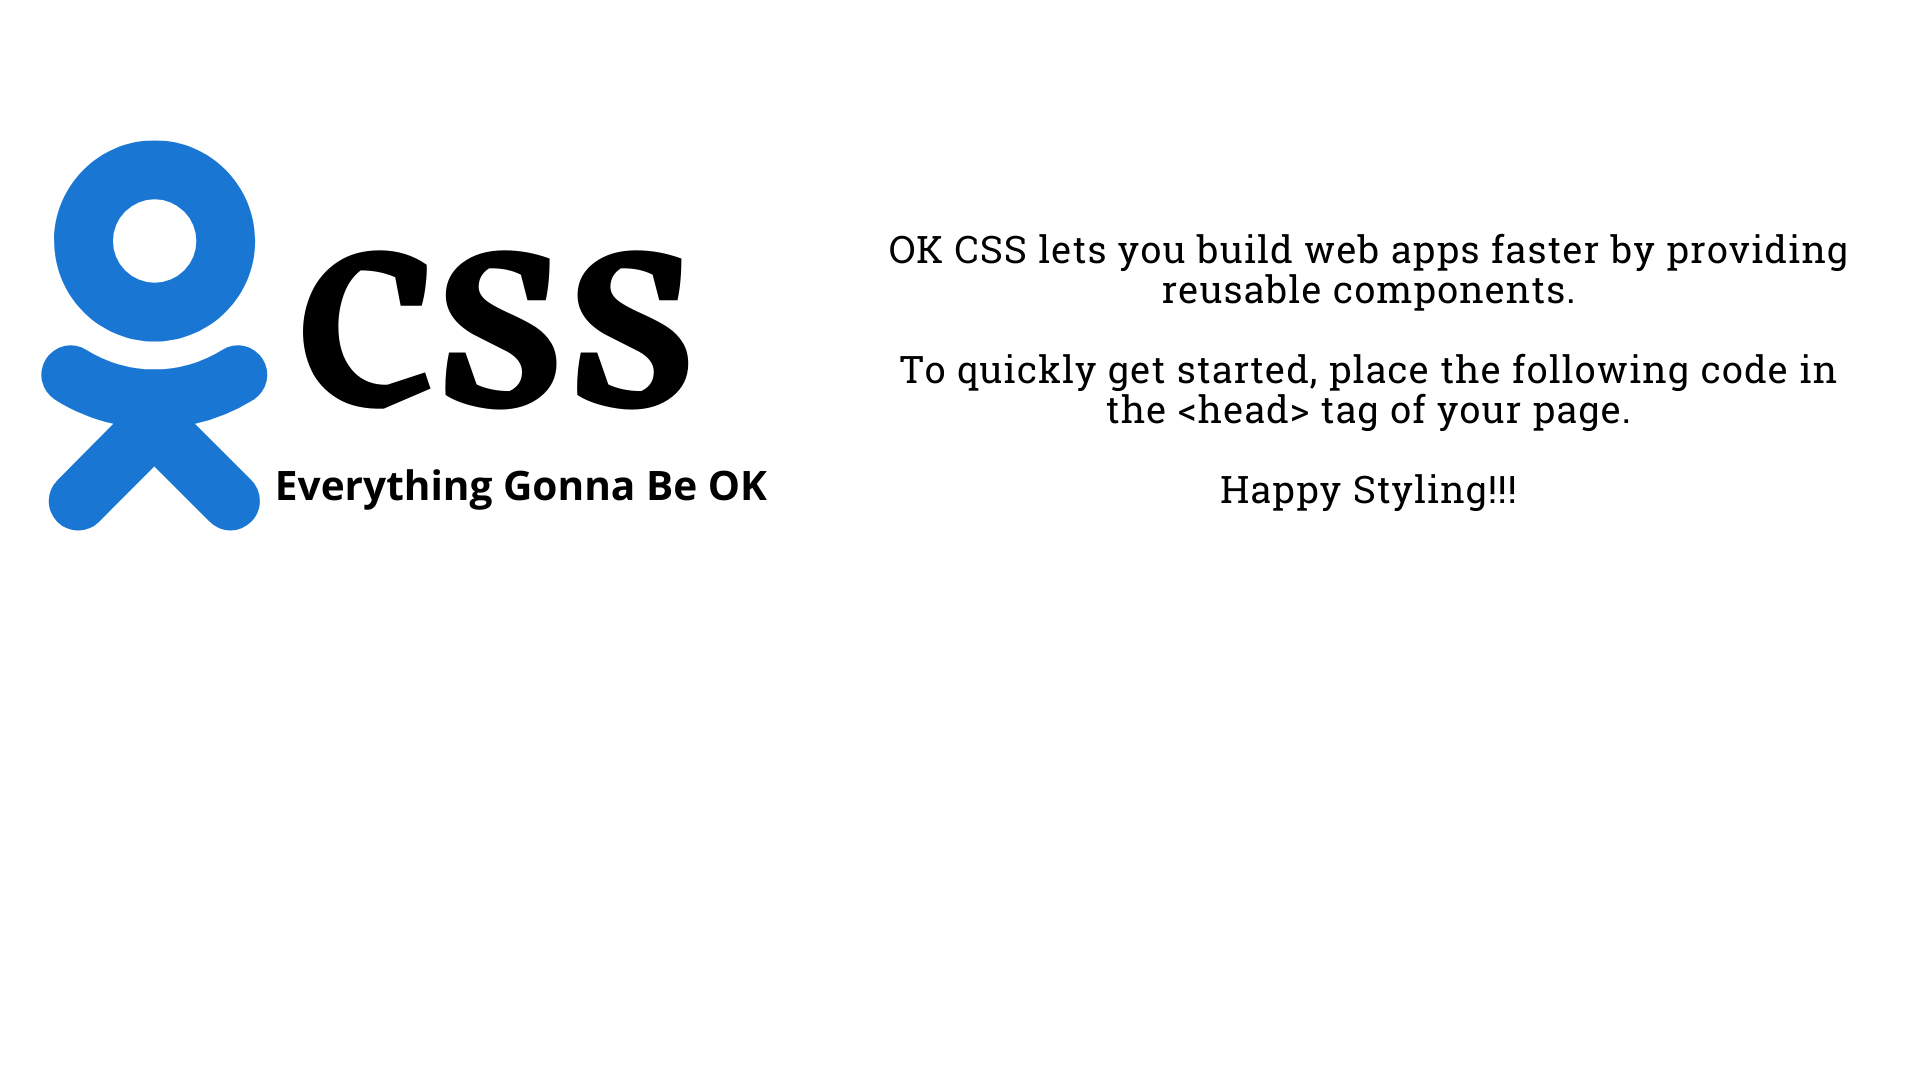 CSS
Everything Gonna Be OK
OK CSS lets you build web apps faster by providing
reusable components.
To quickly get started, place the following code in
the <head> tag of your page.
Happy Styling!!!